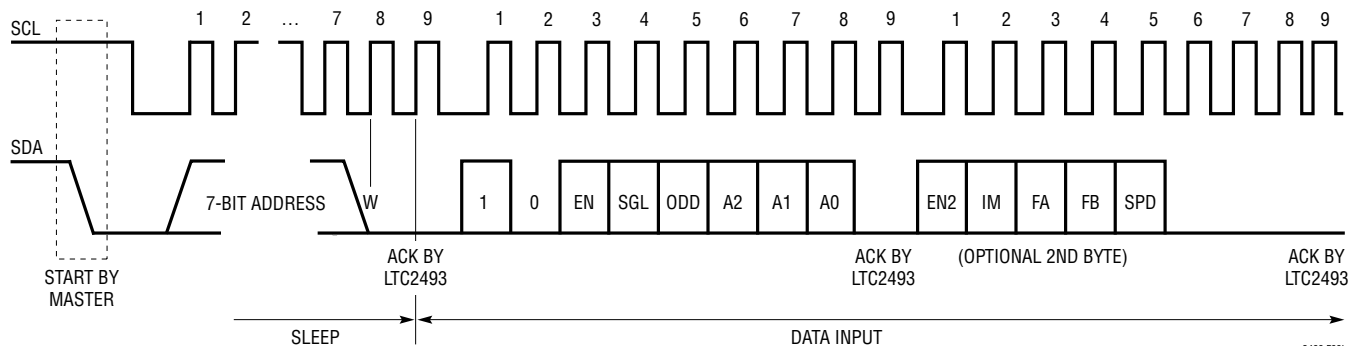 1 2 … 7 8 9 1 2 3 4 5 6 7 8 9 1 2 3 4 5 6 7 8 9
SCL
SDA
7-BIT ADDRESS W 1 0 EN SGL ODD A2 A1 A0 EN2 IM FA FB SPD
START BY
MASTER
ACK BY
LTC2493
ACK BY
LTC2493
(OPTIONAL 2ND BYTE)
ACK BY
LTC2493
SLEEP DATA INPUT